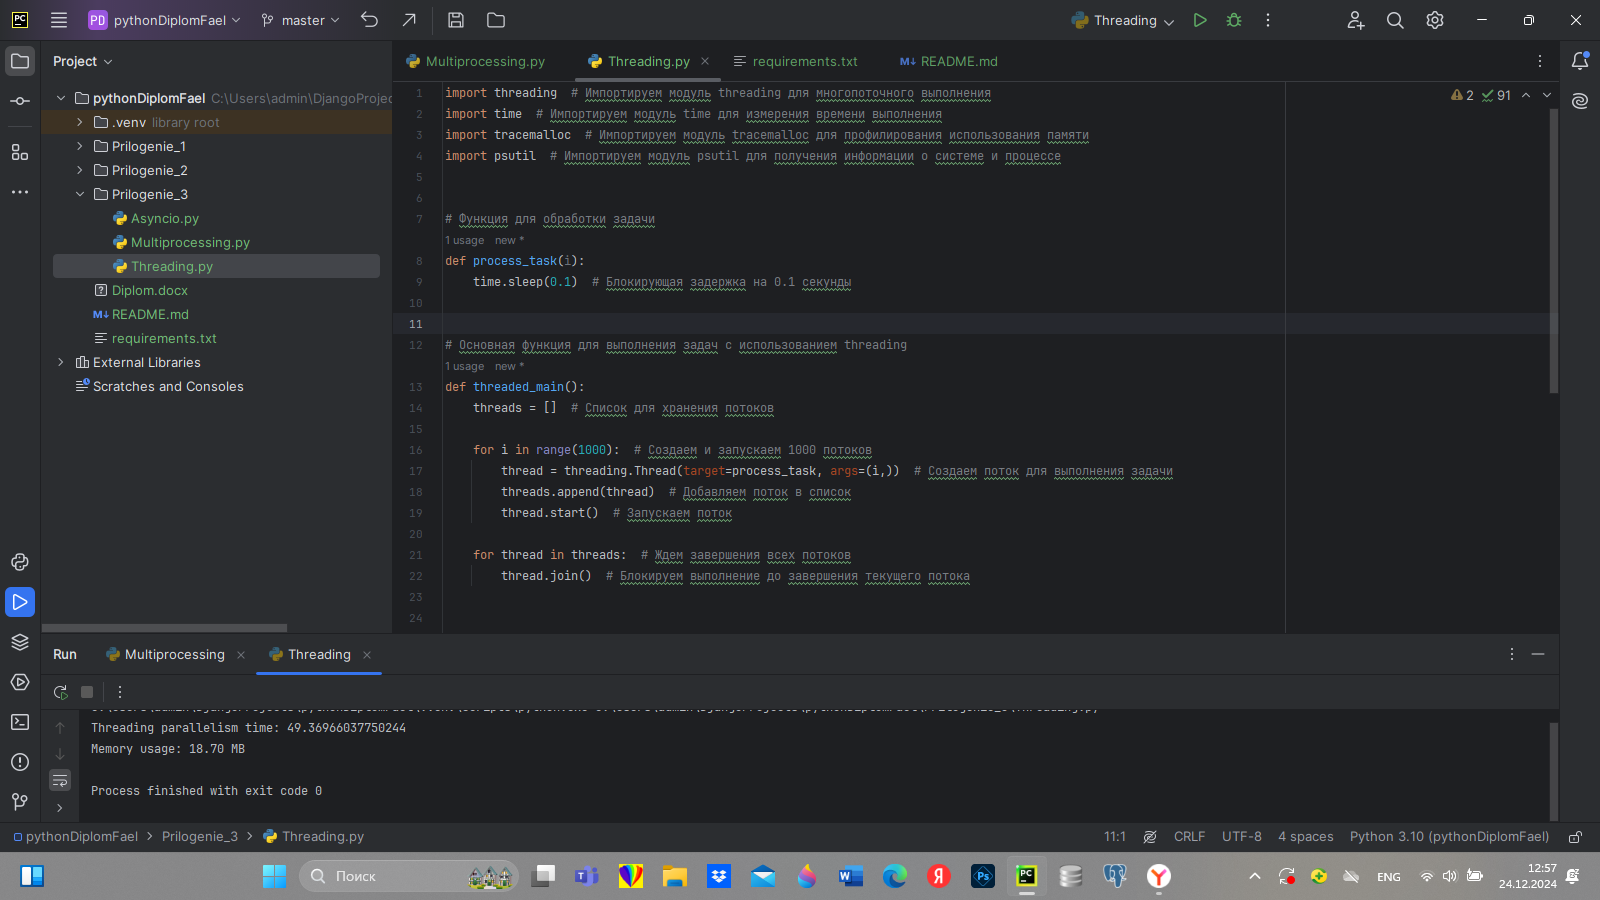 PD pythonDiplomFael master Threading
Project
pythonDiplomFael C:\Users\admin\DjangoProjec
.venv library root
Prilogenie_1
Prilogenie_2
Prilogenie_3
Asyncio.py
Multiprocessing.py
Threading.py
Diplom.docx
README.md
requirements.txt
External Libraries
Scratches and Consoles
Multiprocessing.py Threading.py requirements.txt README.md
2 91
1 import threading # Импортируем модуль threading для многопоточного выполнения
2 import time # Импортируем модуль time для измерения времени выполнения
3 import tracemalloc # Импортируем модуль tracemalloc для профилирования использования памяти
4 import psutil # Импортируем модуль psutil для получения информации о системе и процессе
5
6
7 # Функция для обработки задачи
1 usage new *
8 def process_task(i):
9 time.sleep(0.1) # Блокирующая задержка на 0.1 секунды
10
11
12 # Основная функция для выполнения задач с использованием threading
1 usage new *
13 def threaded_main():
14 threads = [] # Список для хранения потоков
15
16 for i in range(1000): # Создаем и запускаем 1000 потоков
17 thread = threading.Thread(target=process_task, args=(i,)) # Создаем поток для выполнения задачи
18 threads.append(thread) # Добавляем поток в список
19 thread.start() # Запускаем поток
20
21 for thread in threads: # Ждем завершения всех потоков
22 thread.join() # Блокируем выполнение до завершения текущего потока
23
24
Run Multiprocessing Threading
Threading parallelism time: 49.36966037750244
Memory usage: 18.70 MB
Process finished with exit code 0
pythonDiplomFael Prilogenie_3 Threading.py 11:1 CRLF UTF-8 4 spaces Python 3.10 (pythonDiplomFael)
Поиск
ENG
12:57
24.12.2024